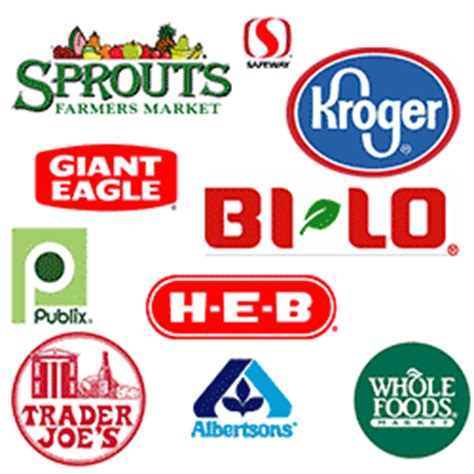 SPROUTS
FARMERS MARKET
SAFEWAY
Kroger
®
GIANT
EAGLE
®
BI-LO
®
Publix®
H-E-B
®
TRADER
JOE'S
Albertsons®
WHOLE
FOODS
MARKET